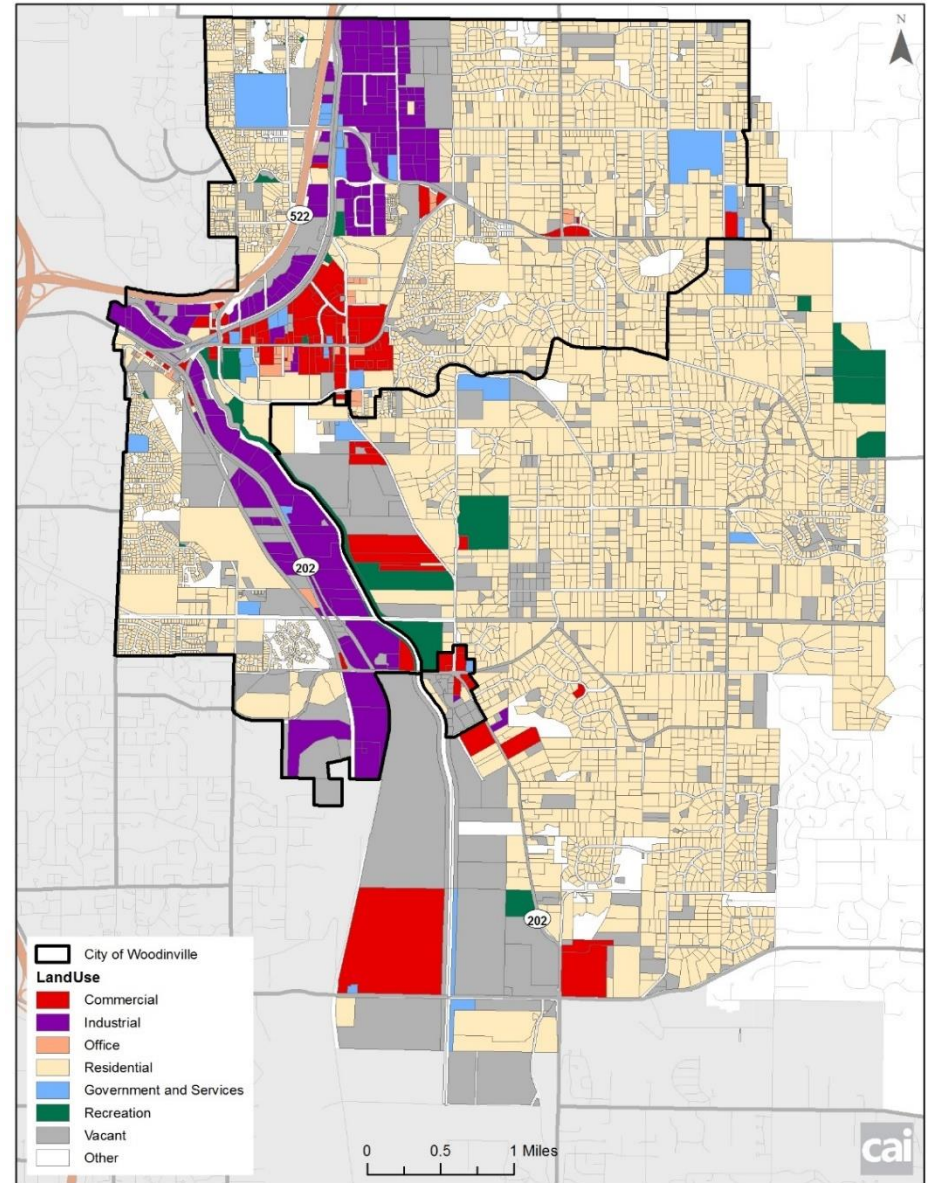 N
522
202
202
City of Woodinville
LandUse
Commercial
Industrial
Office
Residential
Government and Services
Recreation
Vacant
Other
0 0.5 1 Miles
cai